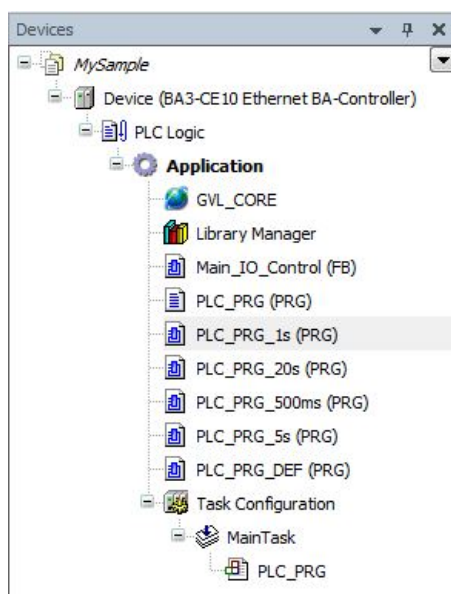 Devices
MySample
Device (BA3-CE10 Ethernet BA-Controller)
PLC Logic
Application
GVL_CORE
Library Manager
Main_IO_Control (FB)
PLC_PRG (PRG)
PLC_PRG_1s (PRG)
PLC_PRG_20s (PRG)
PLC_PRG_500ms (PRG)
PLC_PRG_5s (PRG)
PLC_PRG_DEF (PRG)
Task Configuration
MainTask
PLC_PRG